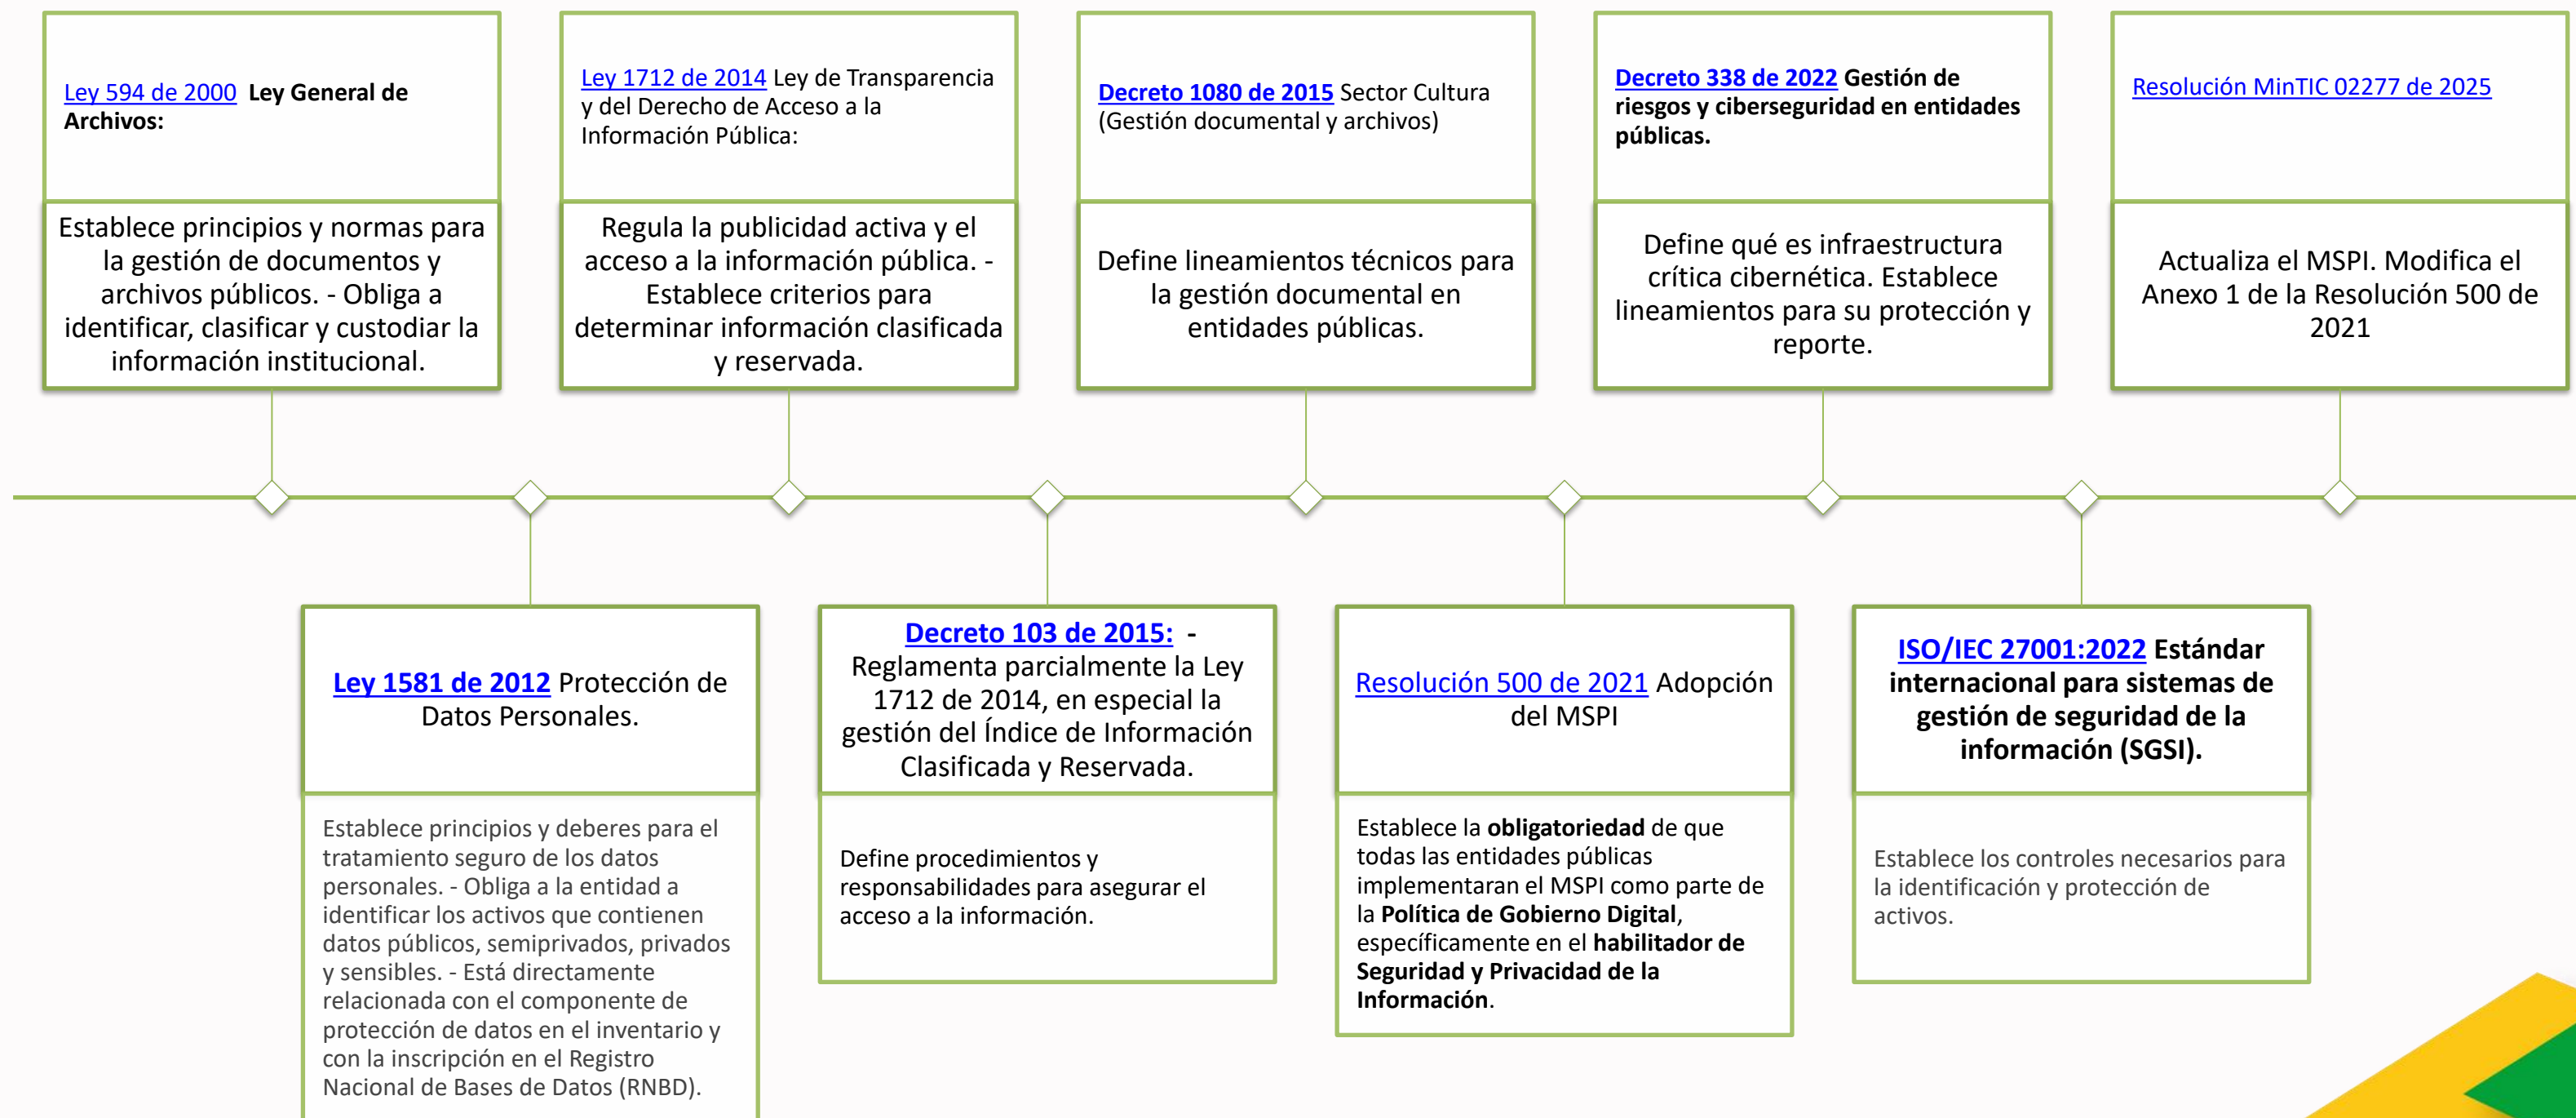 Ley 594 de 2000  Ley General de
Archivos:
Establece principios y normas para
la gestión de documentos y
archivos públicos. - Obliga a
identificar, clasificar y custodiar la
información institucional.
Ley 1712 de 2014 Ley de Transparencia
y del Derecho de Acceso a la
Información Pública:
Regula la publicidad activa y el
acceso a la información pública. -
Establece criterios para
determinar información clasificada
y reservada.
Decreto 1080 de 2015 Sector Cultura
(Gestión documental y archivos)
Define lineamientos técnicos para
la gestión documental en
entidades públicas.
Decreto 338 de 2022 Gestión de
riesgos y ciberseguridad en entidades
públicas.
Define qué es infraestructura
crítica cibernética. Establece
lineamientos para su protección y
reporte.
Resolución MinTIC 02277 de 2025
Actualiza el MSPI. Modifica el
Anexo 1 de la Resolución 500 de
2021
Ley 1581 de 2012 Protección de
Datos Personales.
Establece principios y deberes para el
tratamiento seguro de los datos
personales. - Obliga a la entidad a
identificar los activos que contienen
datos públicos, semiprivados, privados
y sensibles. - Está directamente
relacionada con el componente de
protección de datos en el inventario y
con la inscripción en el Registro
Nacional de Bases de Datos (RNBD).
Decreto 103 de 2015:  -
Reglamenta parcialmente la Ley
1712 de 2014, en especial la
gestión del Índice de Información
Clasificada y Reservada.
Define procedimientos y
responsabilidades para asegurar el
acceso a la información.
Resolución 500 de 2021 Adopción
del MSPI
Establece la obligatoriedad de que
todas las entidades públicas
implementaran el MSPI como parte de
la Política de Gobierno Digital,
específicamente en el habilitador de
Seguridad y Privacidad de la
Información.
ISO/IEC 27001:2022 Estándar
internacional para sistemas de
gestión de seguridad de la
información (SGSI).
Establece los controles necesarios para
la identificación y protección de
activos.